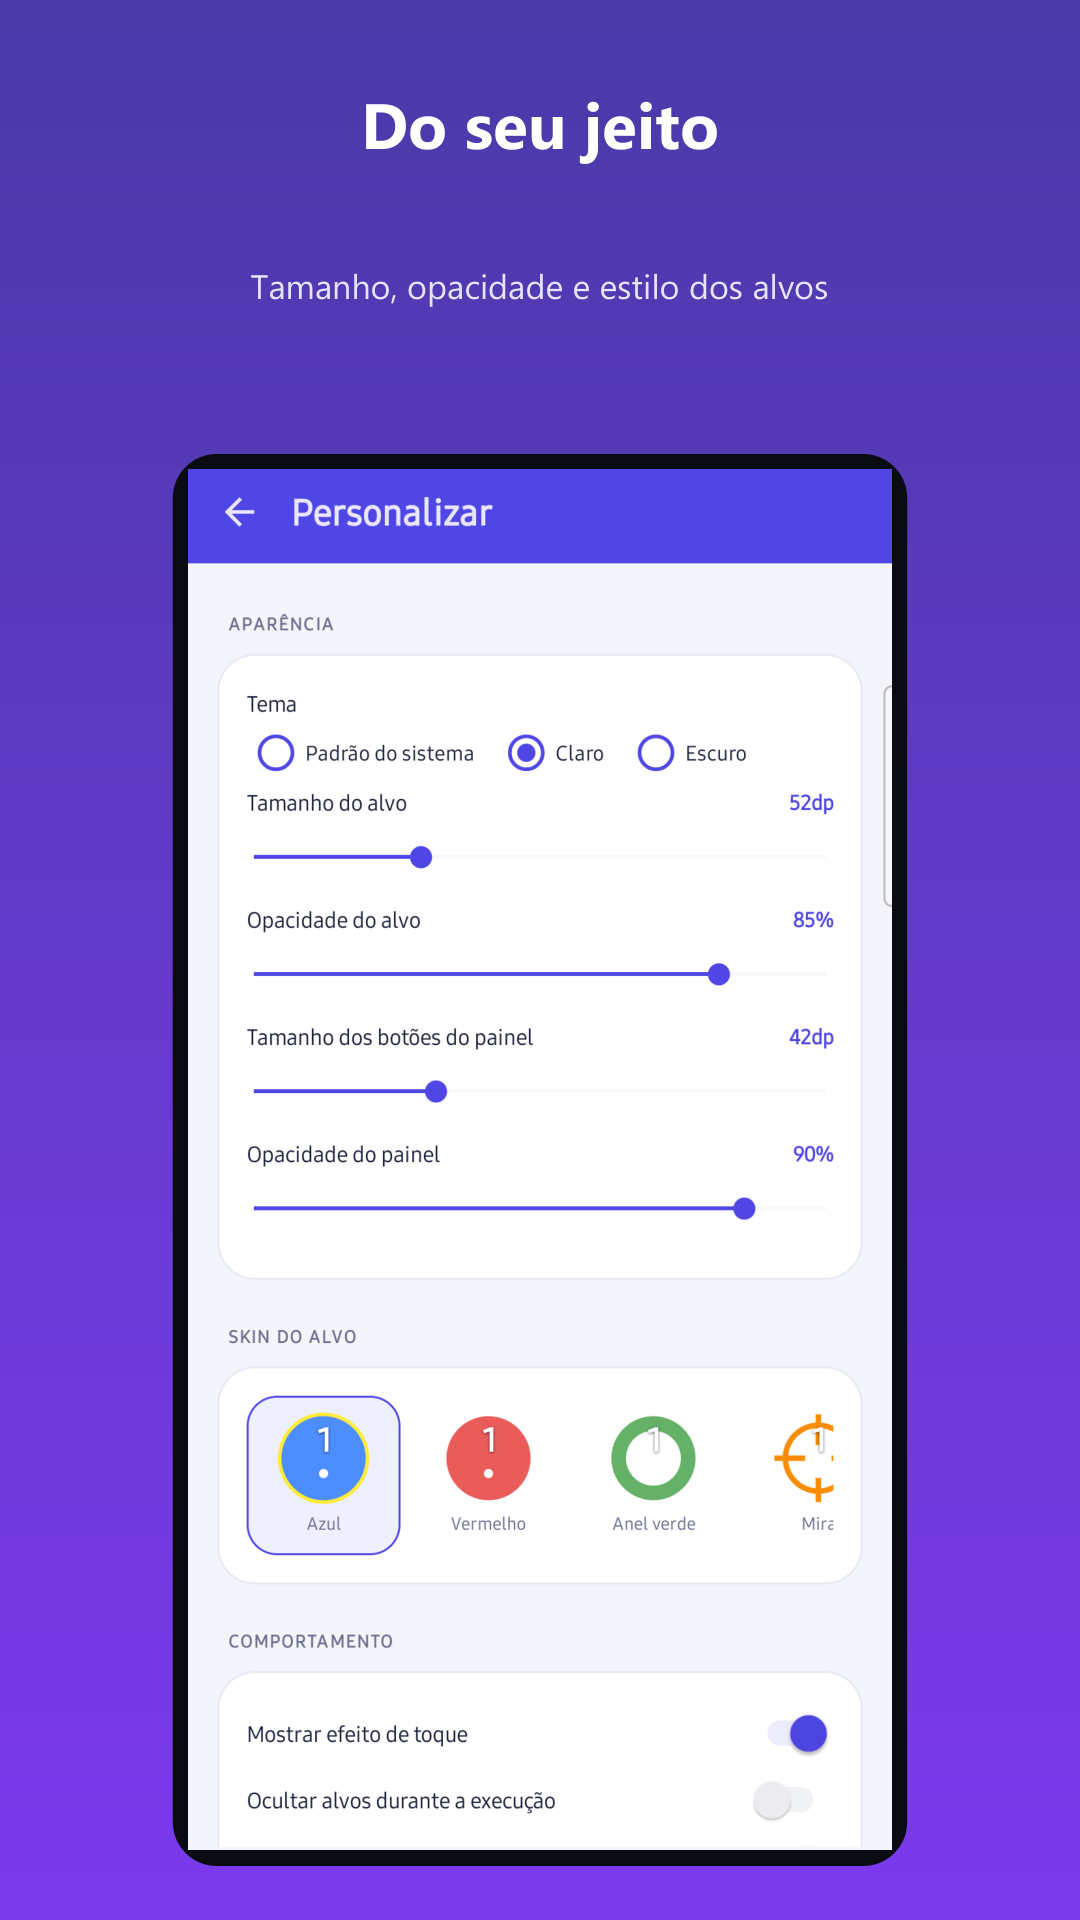 Do seu jeito
Tamanho, opacidade e estilo dos alvos
Personalizar
APARÊNCIA
Tema
Padrão do sistema Claro Escuro
Tamanho do alvo 52dp
Opacidade do alvo 85%
Tamanho dos botões do painel 42dp
Opacidade do painel 90%
SKIN DO ALVO
1 1 1 1
Azul Vermelho Anel verde Mira
COMPORTAMENTO
Mostrar efeito de toque
Ocultar alvos durante a execução